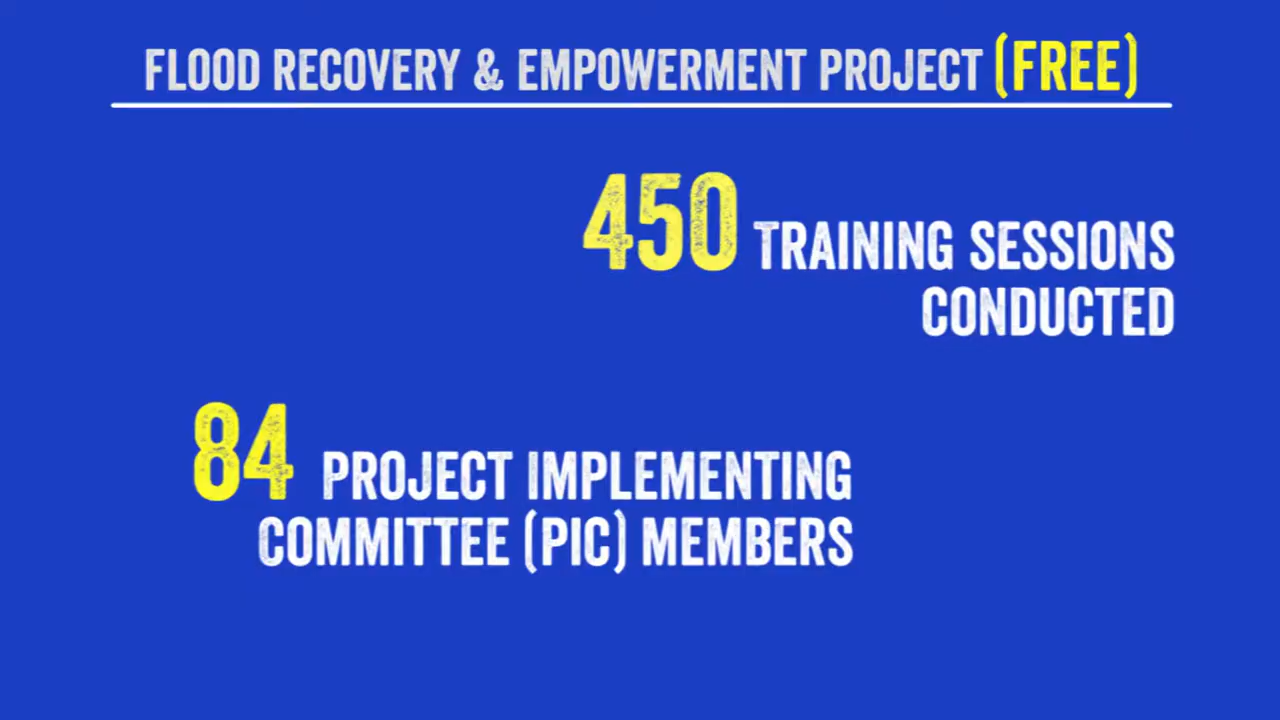 FLOOD RECOVERY & EMPOWERMENT PROJECT (FREE)
450 TRAINING SESSIONS
CONDUCTED
84 PROJECT IMPLEMENTING
COMMITTEE (PIC) MEMBERS